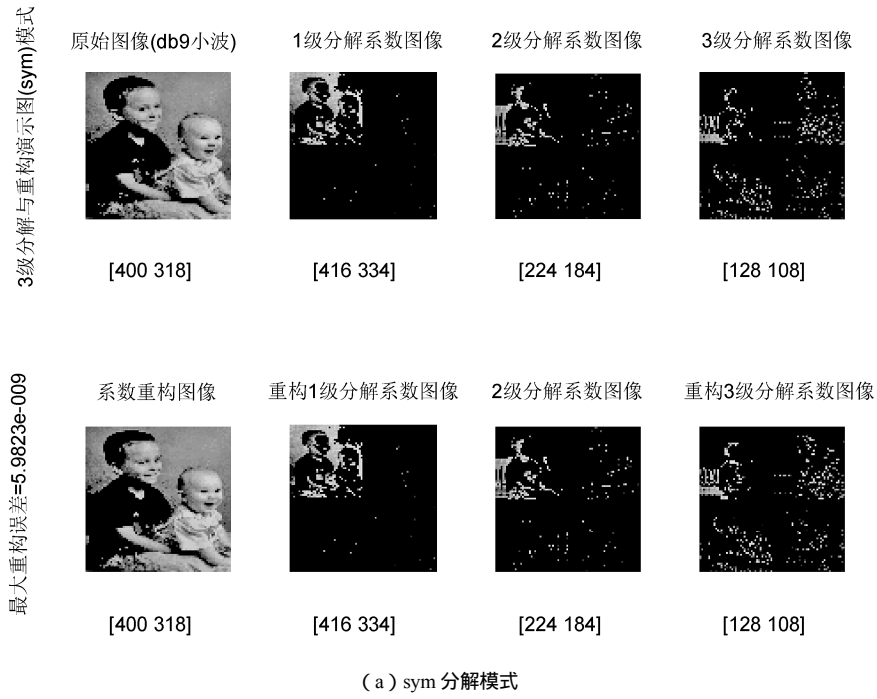 3级分解与重构演示图(sym)模式
原始图像(db9小波)
1级分解系数图像
2级分解系数图像
3级分解系数图像
[400 318]
[416 334]
[224 184]
[128 108]
最大重构误差=5.9823e-009
系数重构图像
重构1级分解系数图像
2级分解系数图像
重构3级分解系数图像
[400 318]
[416 334]
[224 184]
[128 108]
（a）sym 分解模式